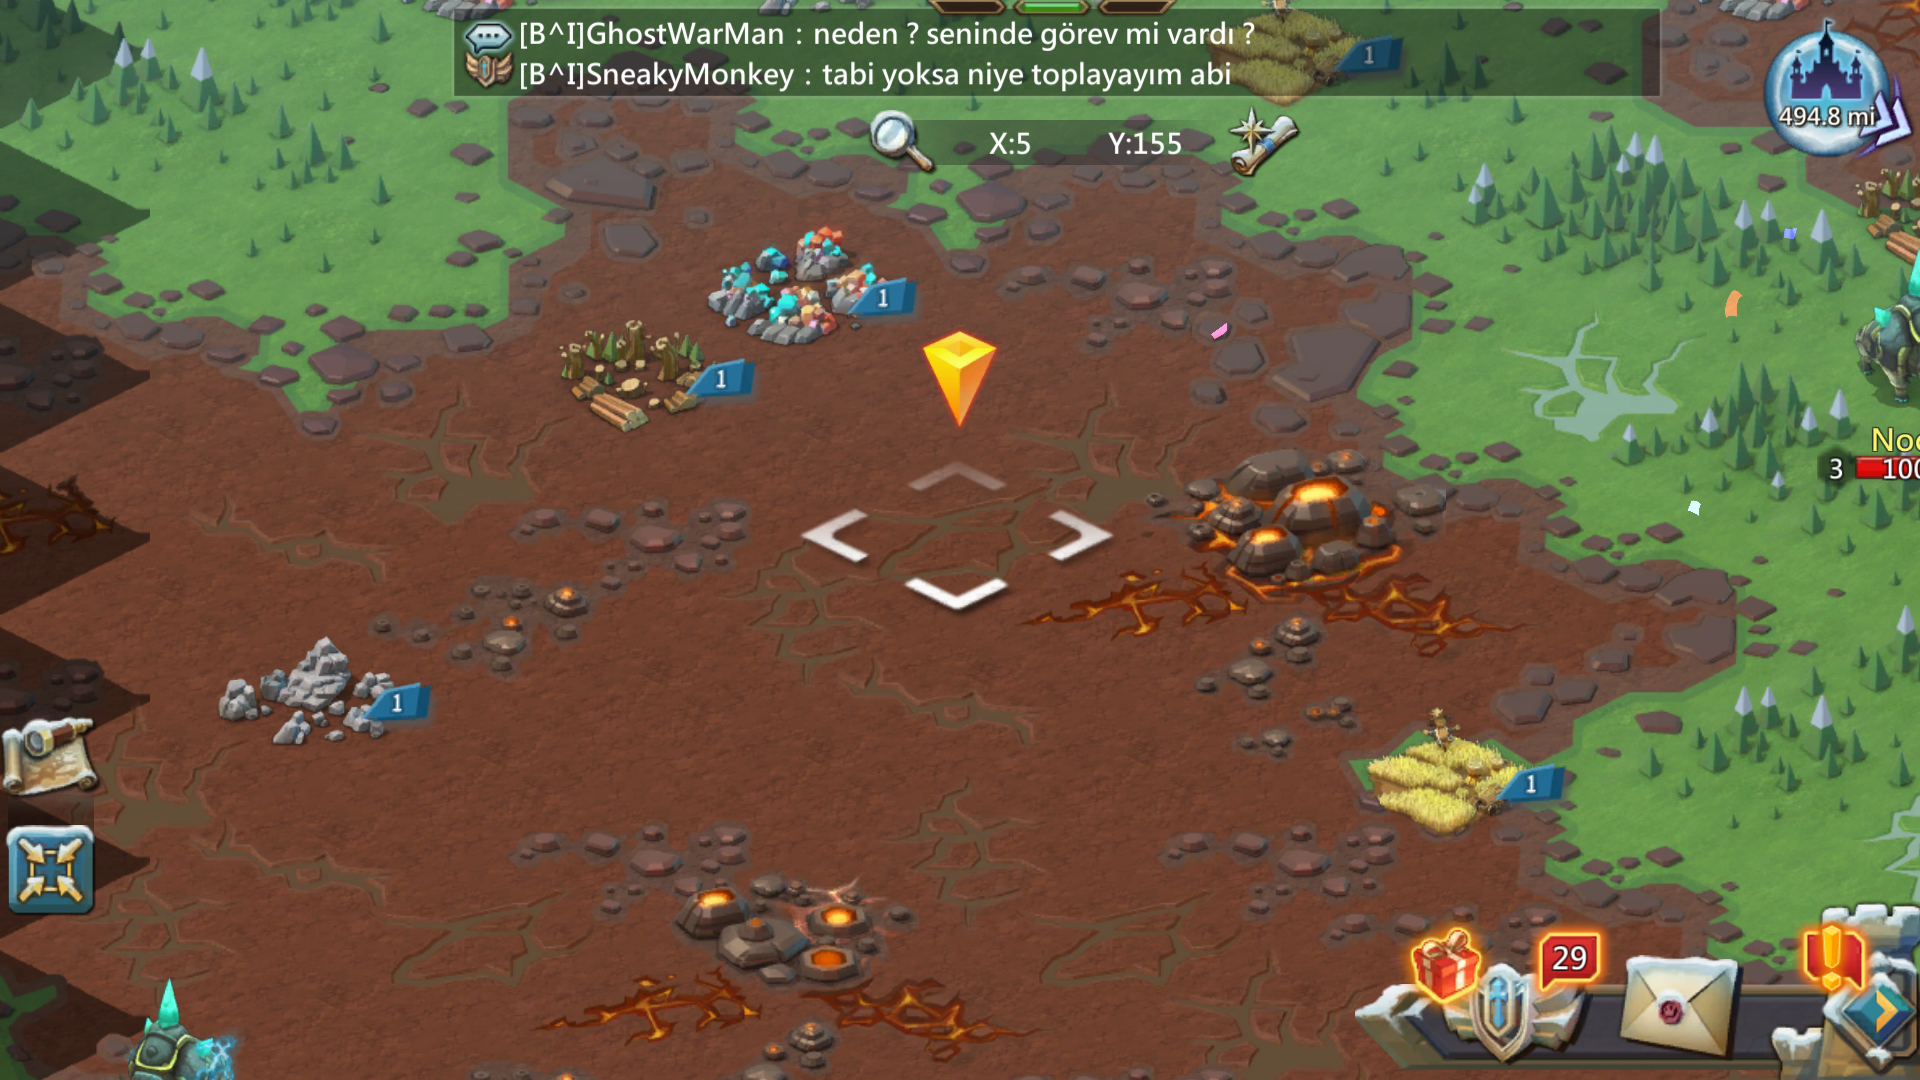 [B^I]GhostWarMan : neden ? seninde görev mi vardı ?
[B^I]SneakyMonkey : tabi yoksa niye toplayayım abi
1
494.8 mi
X:5 Y:155
1
1
3 100
1
1
29